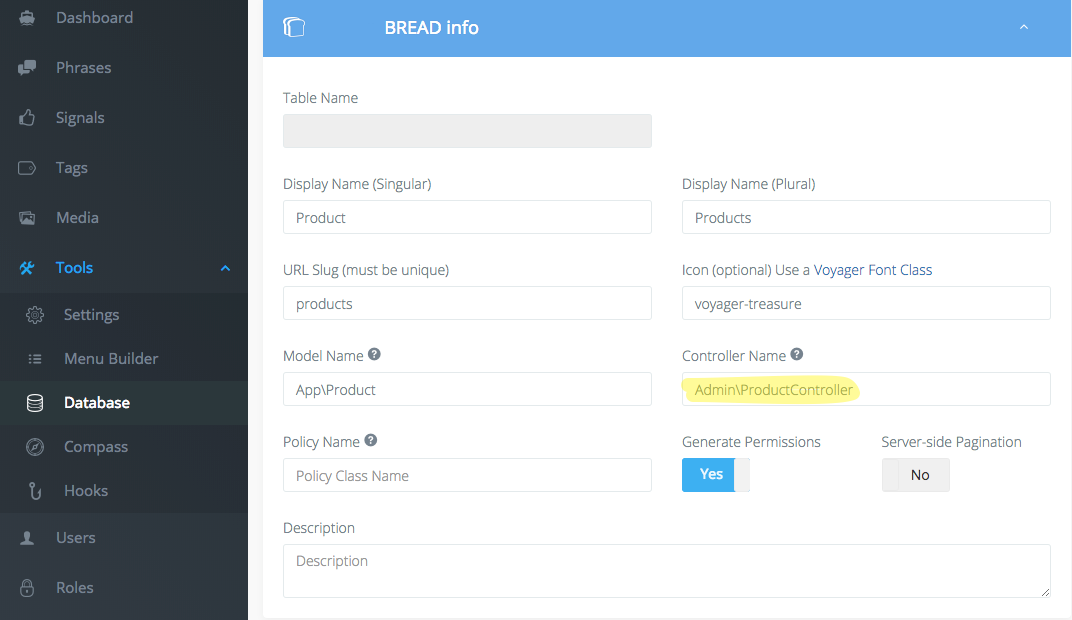 Dashboard
Phrases
Signals
Tags
Media
Tools
Settings
Menu Builder
Database
Compass
Hooks
Users
Roles
BREAD info
Table Name
Display Name (Singular)
Display Name (Plural)
Product
Products
URL Slug (must be unique)
Icon (optional) Use a Voyager Font Class
products
voyager-treasure
Model Name ?
Controller Name ?
App\Product
Admin\ProductController
Policy Name ?
Generate Permissions
Server-side Pagination
Policy Class Name
Yes
No
Description
Description